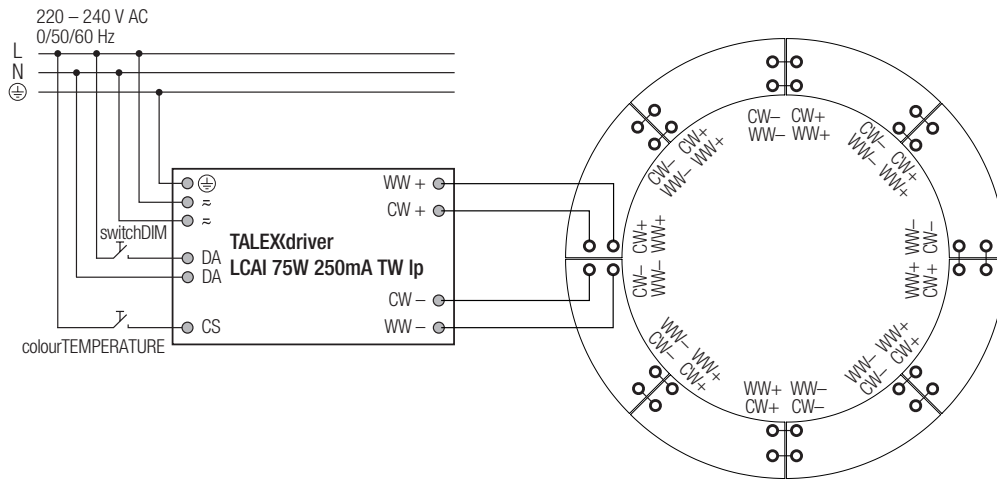 220 – 240 V AC
0/50/60 Hz
L
N
switchDIM
colourTEMPERATURE
≂
≂
DA
DA
CS
TALEXXdriver
LCAI 75W 250mA TW lp
WW +
CW +
CW –
WW –
CW– CW+
WW– WW+
CW– CW+
WW– WW+
CW– CW+
WW– WW+
CW+ WW+
CW– WW–
WW– CW–
WW+ CW+
WW– WW+
CW– CW+
WW– WW+
CW– CW+
WW+ WW–
CW+ CW–